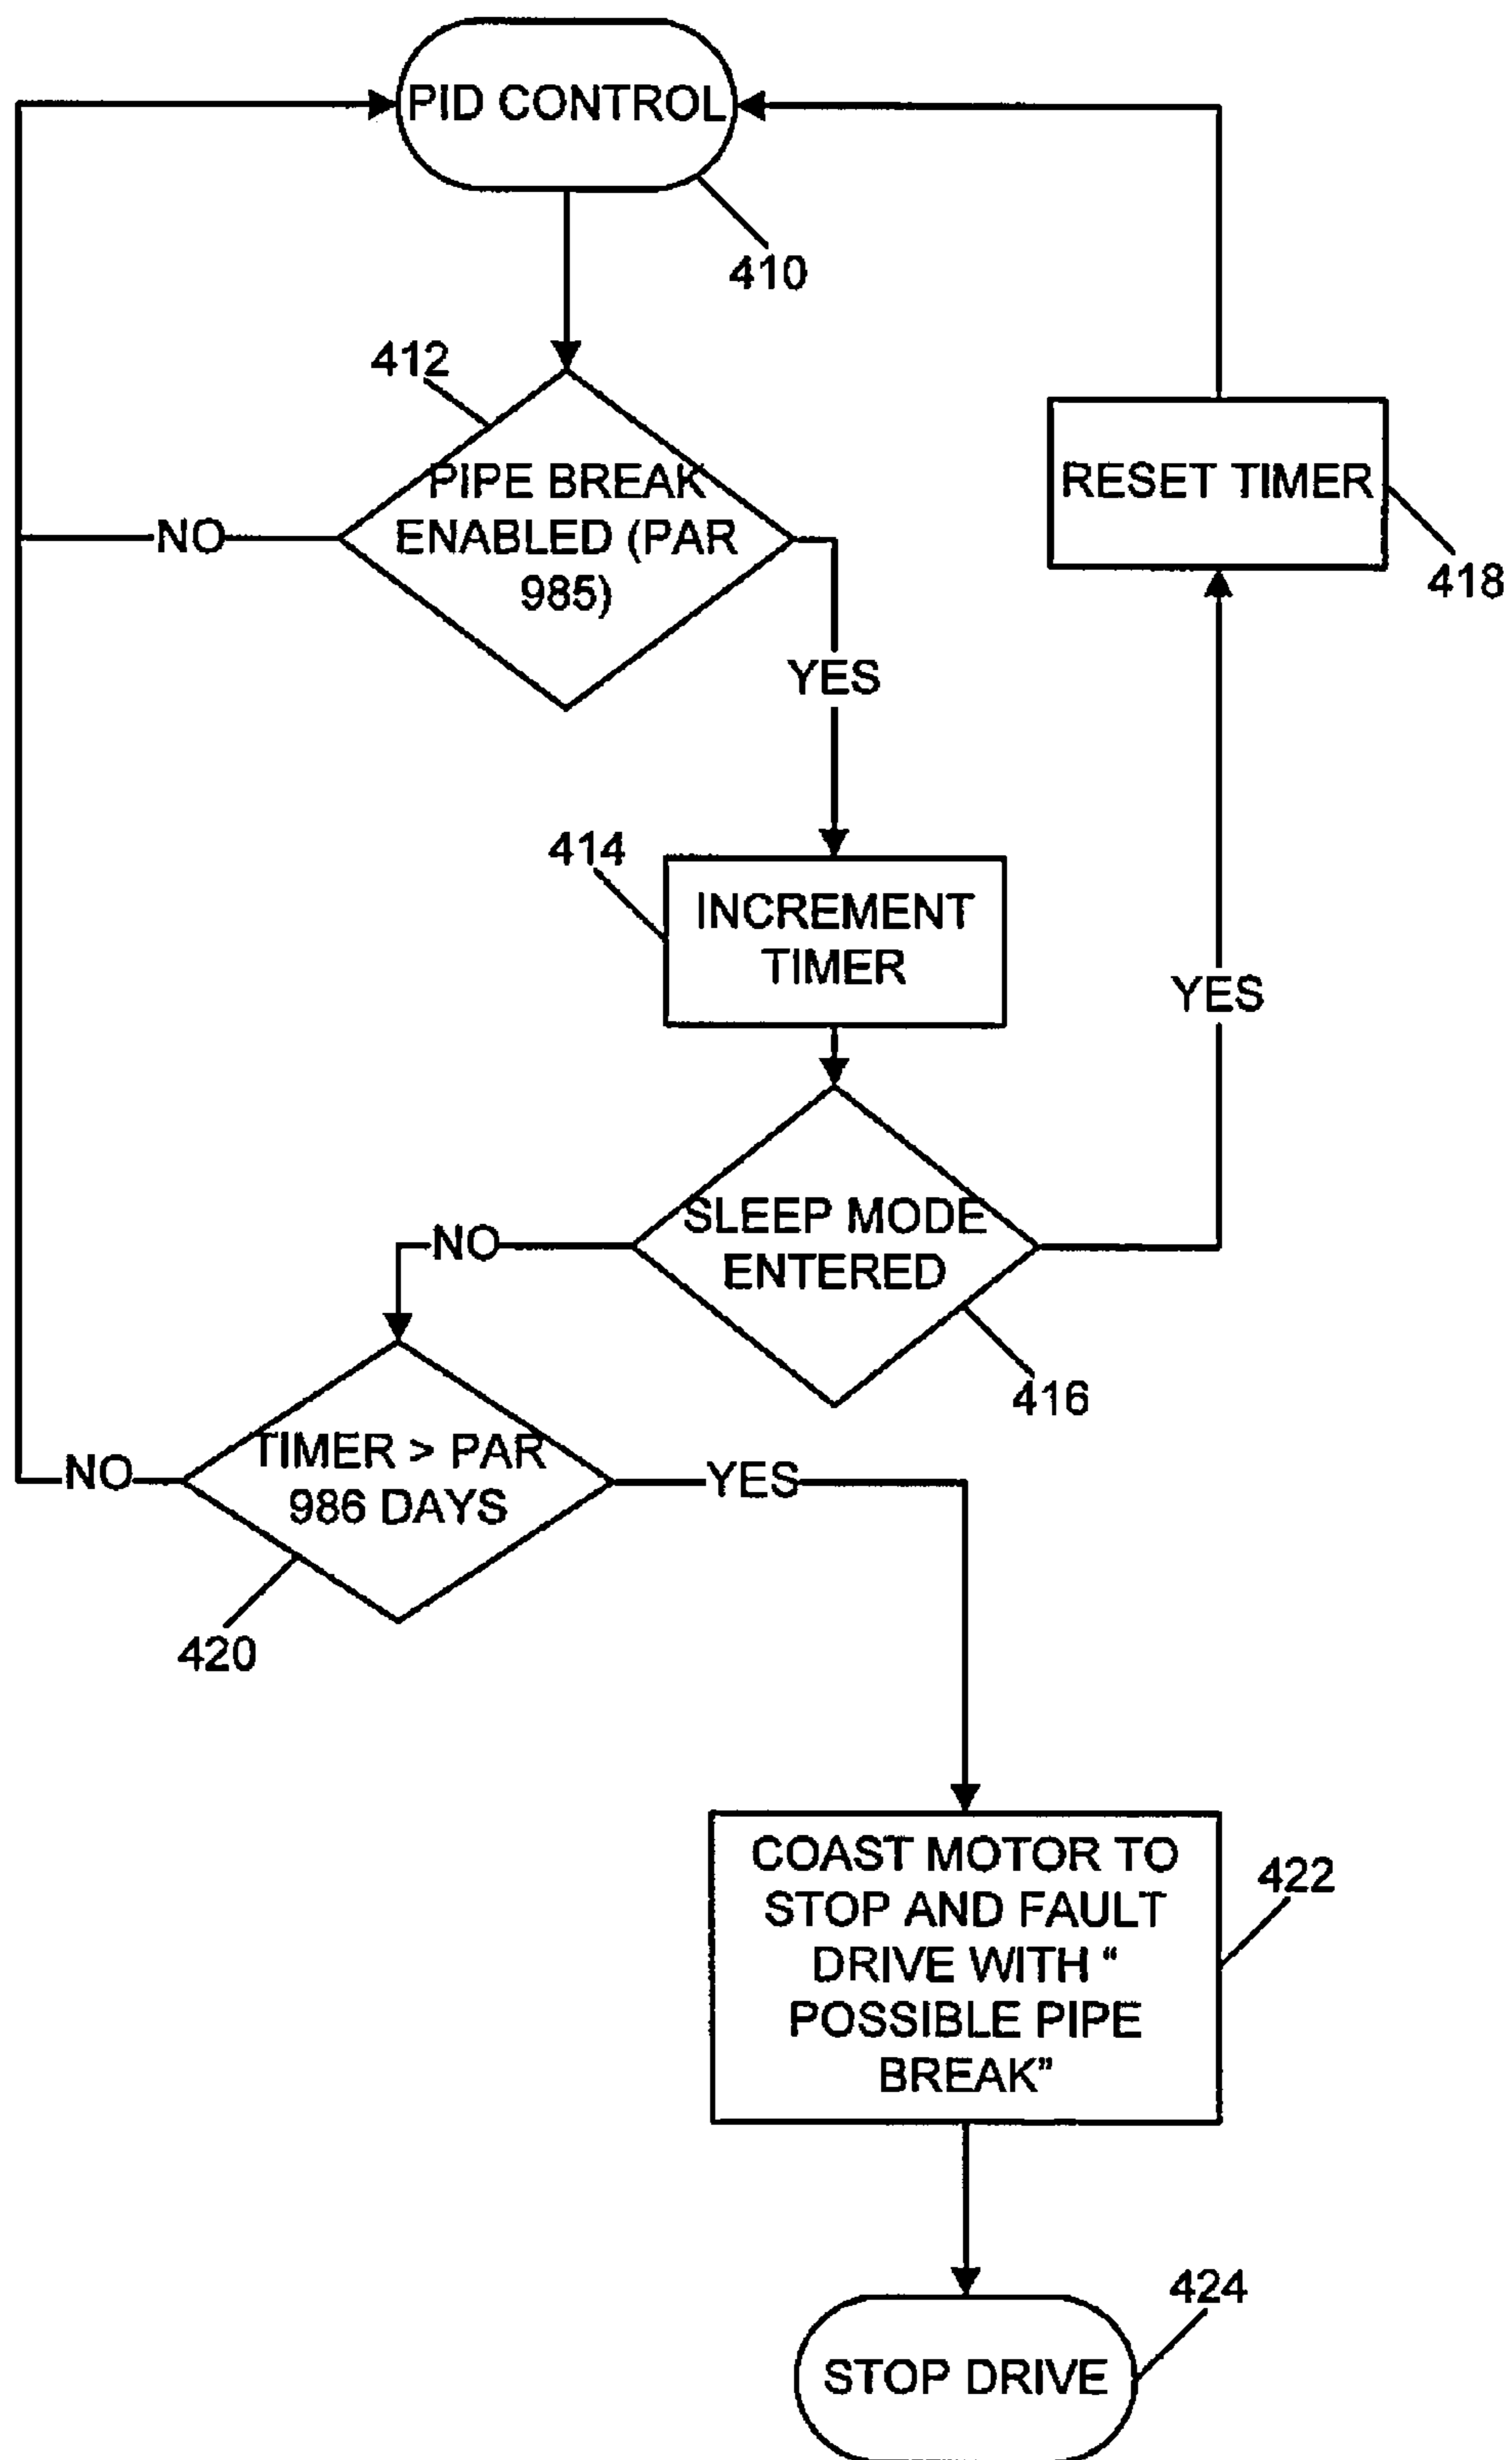 PID CONTROL
410
412
PIPE BREAK
ENABLED (PAR
985)
NO
YES
RESET TIMER
418
414
INCREMENT
TIMER
YES
SLEEP MODE
ENTERED
NO
416
TIMER > PAR
986 DAYS
NO
YES
420
COAST MOTOR TO
STOP AND FAULT
DRIVE WITH “
POSSIBLE PIPE
BREAK”
422
424
STOP DRIVE